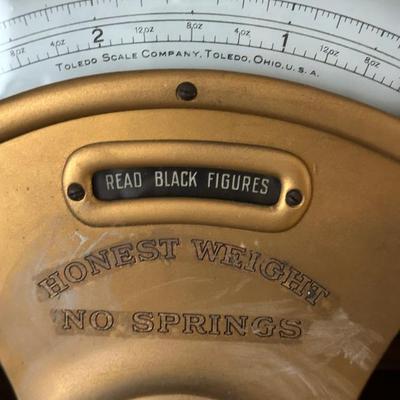 8oz 4oz 2 12oz 8oz 4oz 1 12oz 8oz
TOLEDO SCALE COMPANY, TOLEDO, OHIO, U.S.A.
READ BLACK FIGURES
HONEST WEIGHT
NO SPRINGS